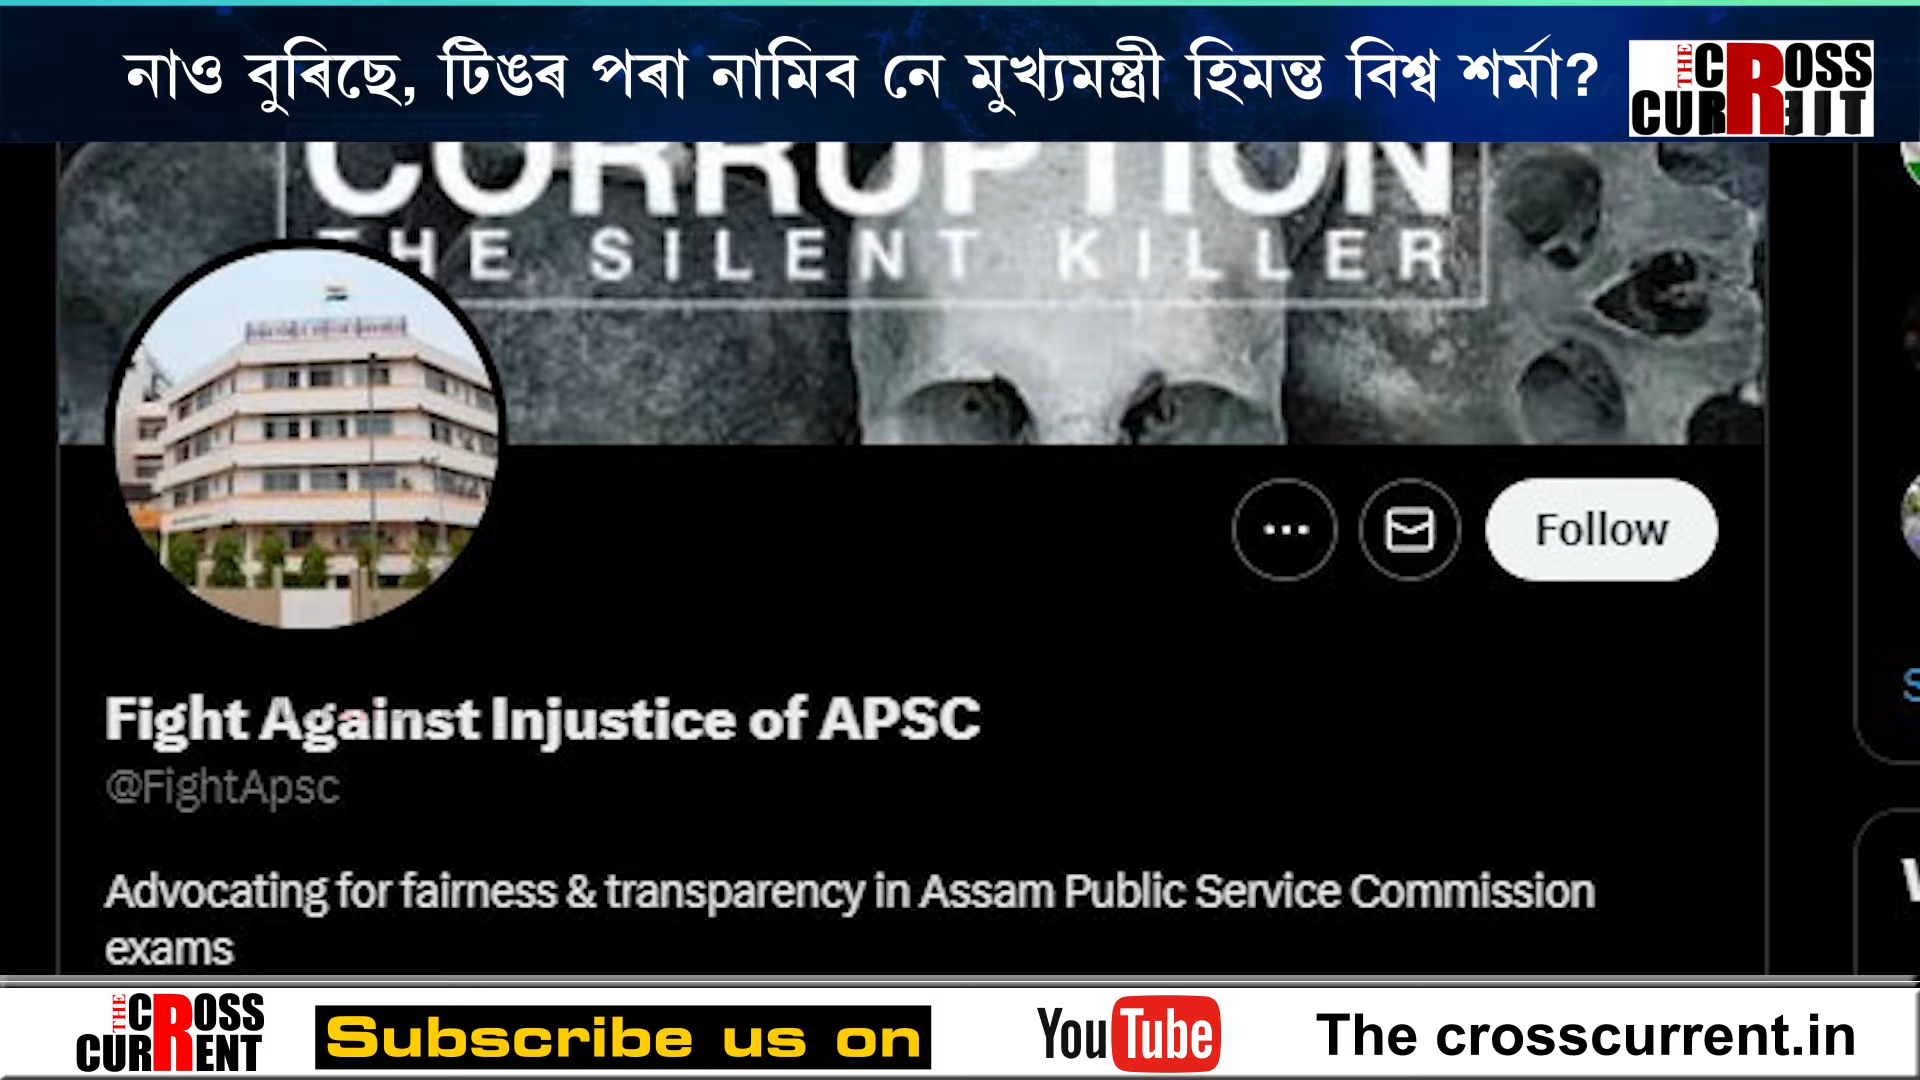 নাও বুৰিছে, টিঙৰ পৰা নামিব নে মুখ্যমন্ত্ৰী হিমন্ত বিশ্ব শৰ্মা?
THE CROSS
CURRENT
CORRUPTION
THE SILENT KILLER
Follow
Fight Against Injustice of APSC
@FightApsc
Advocating for fairness & transparency in Assam Public Service Commission
exams
THE CROSS
CURRENT
Subscribe us on
YouTube
The crosscurrent.in